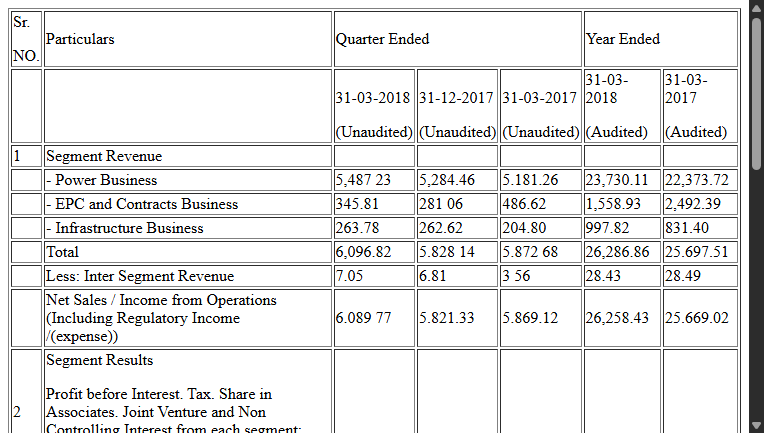 Sr. NO. Particulars Quarter Ended Year Ended
31-03-2018 (Unaudited) 31-12-2017 (Unaudited) 31-03-2017 (Unaudited) 31-03-2018 (Audited) 31-03-2017 (Audited)
1 Segment Revenue
- Power Business 5,487 23 5,284.46 5.181.26 23,730.11 22,373.72
- EPC and Contracts Business 345.81 281 06 486.62 1,558.93 2,492.39
- Infrastructure Business 263.78 262.62 204.80 997.82 831.40
Total 6,096.82 5.828 14 5.872 68 26,286.86 25.697.51
Less: Inter Segment Revenue 7.05 6.81 3 56 28.43 28.49
Net Sales / Income from Operations (Including Regulatory Income /(expense)) 6.089 77 5.821.33 5.869.12 26,258.43 25.669.02
Segment Results
2 Profit before Interest. Tax. Share in Associates. Joint Venture and Non Controlling Interest from each segment: